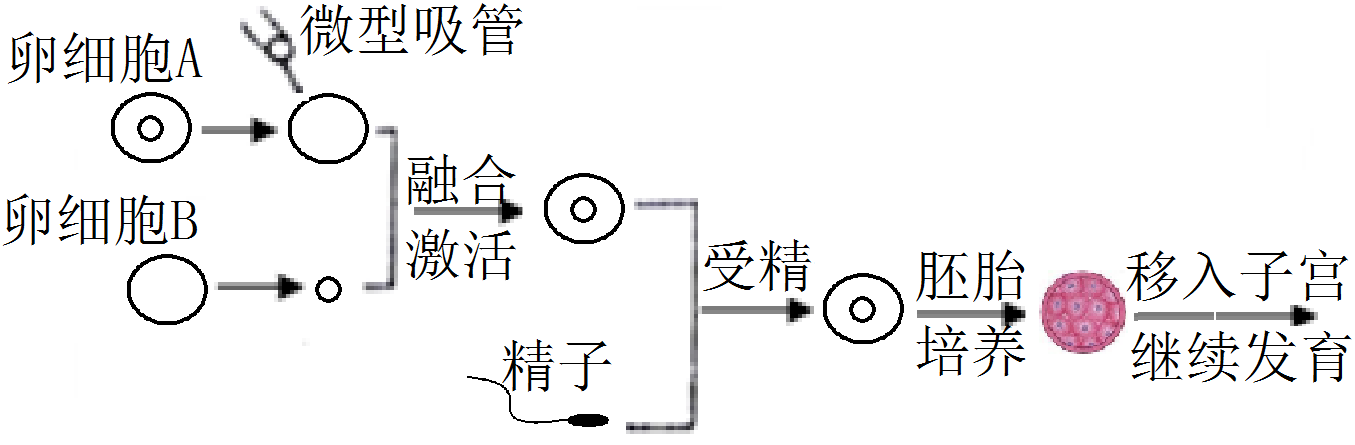 微型吸管
卵细胞A
融合
激活
卵细胞B
受精
精子
胚胎
培养
移入子宫
继续发育